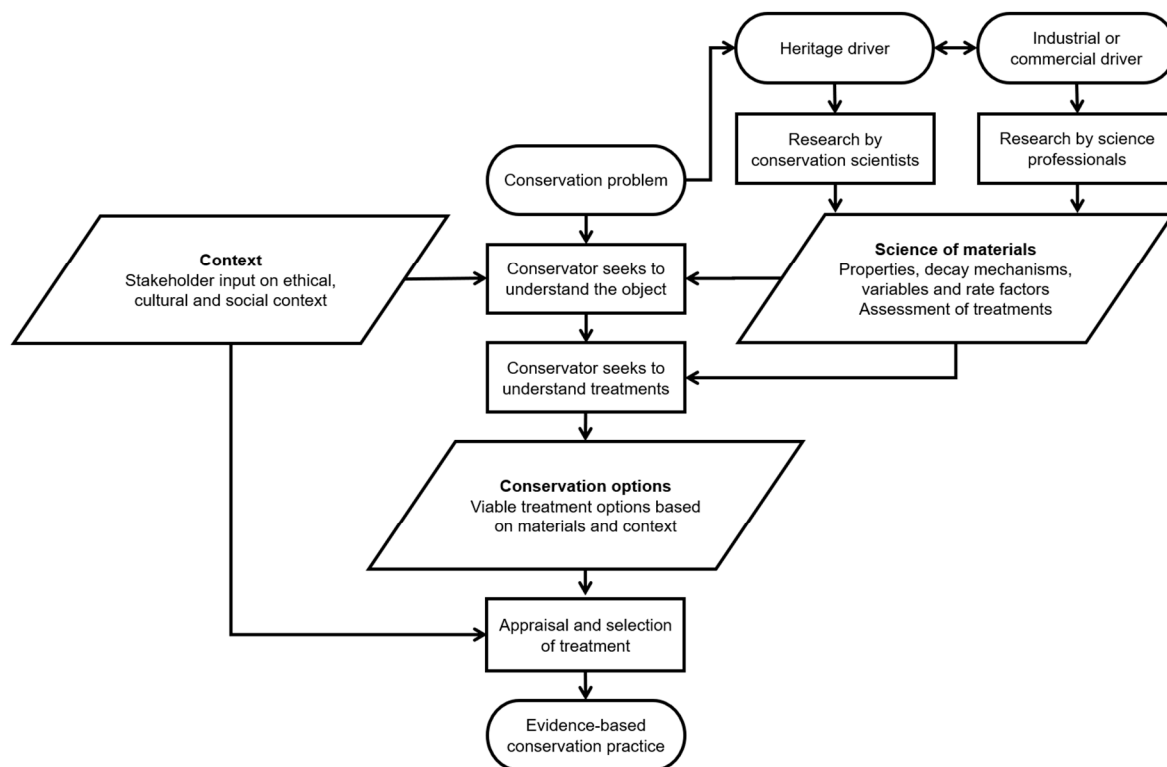 Heritage driver
Industrial or
commercial driver
Research by
conservation scientists
Research by science
professionals
Conservation problem
Context
Stakeholder input on ethical,
cultural and social context
Conservator seeks to
understand the object
Science of materials
Properties, decay mechanisms,
variables and rate factors
Assessment of treatments
Conservator seeks to
understand treatments
Conservation options
Viable treatment options based
on materials and context
Appraisal and selection
of treatment
Evidence-based
conservation practice